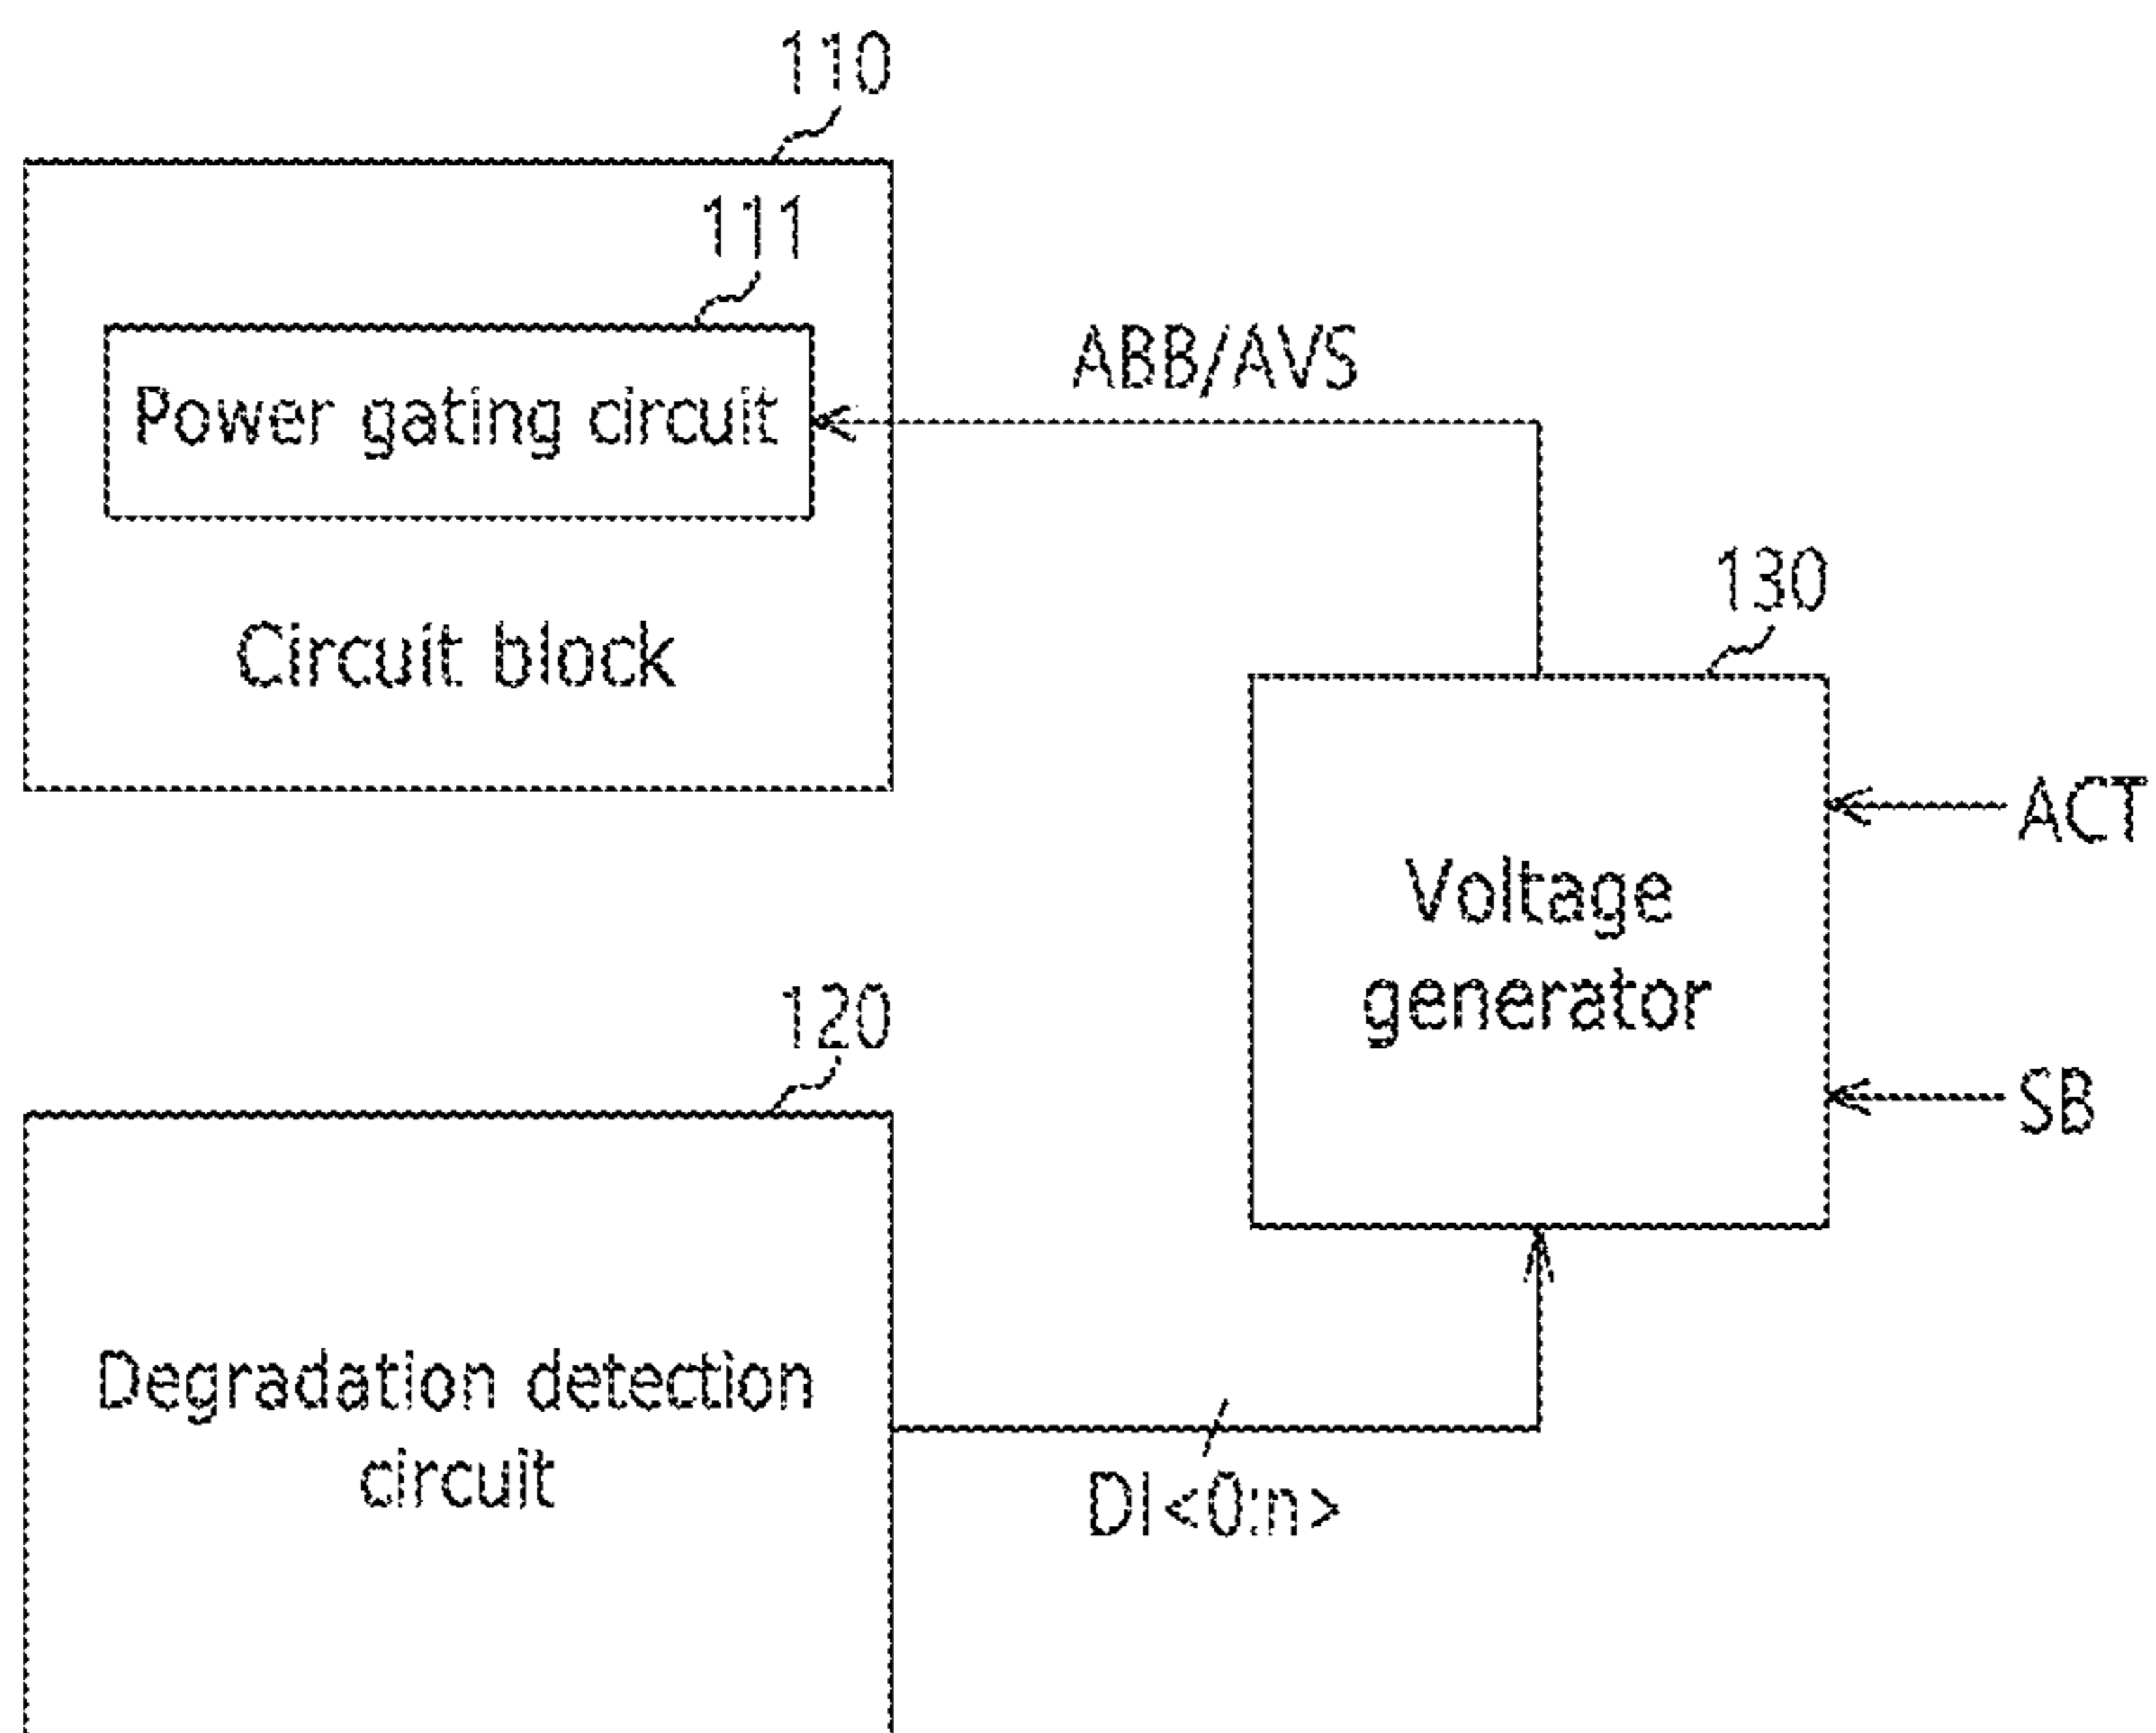 110
111
Power gating circuit
ABB/AVS
Circuit block
130
ACT
Voltage
generator
SB
120
Degradation detection
circuit
DI<0:n>